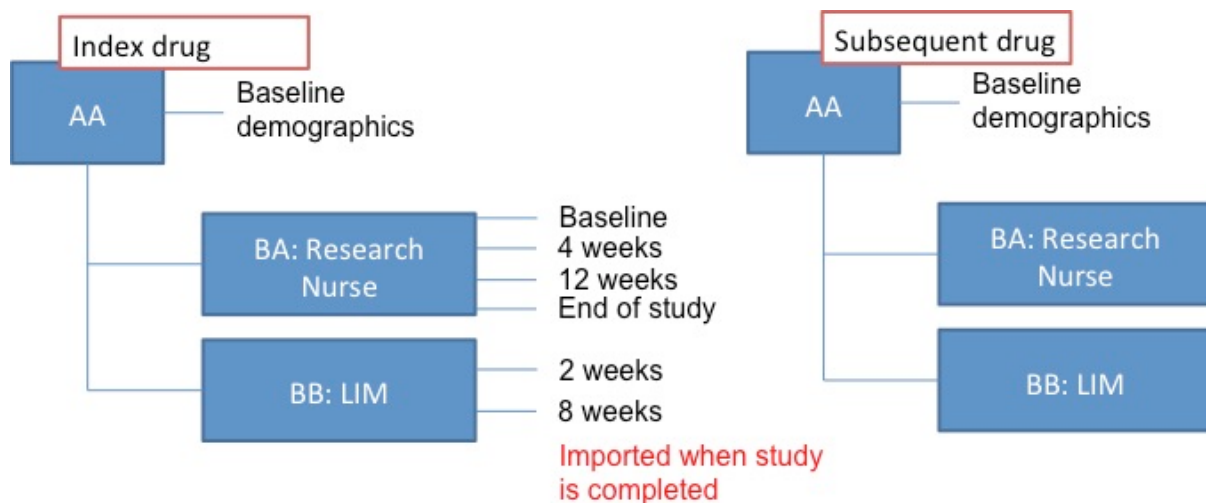 Index drug
AA
Baseline
demographics
BA: Research
Nurse
Baseline
4 weeks
12 weeks
End of study
BB: LIM
2 weeks
8 weeks
Imported when study
is completed
Subsequent drug
AA
Baseline
demographics
BA: Research
Nurse
BB: LIM